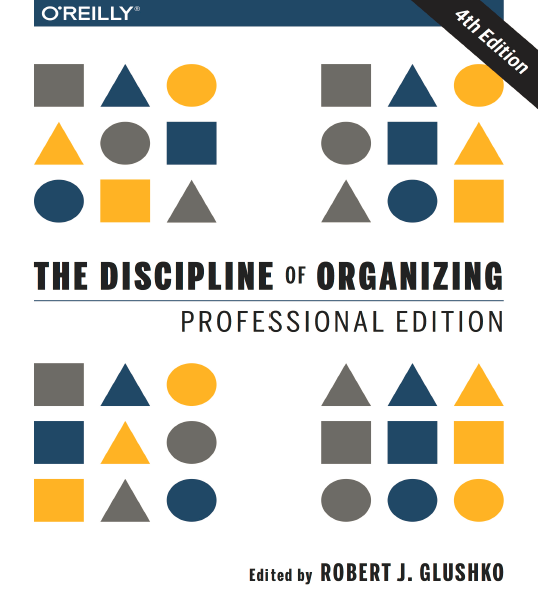 O'REILLY®
4th Edition
THE DISCIPLINE OF ORGANIZING
PROFESSIONAL EDITION
Edited by ROBERT J. GLUSHKO